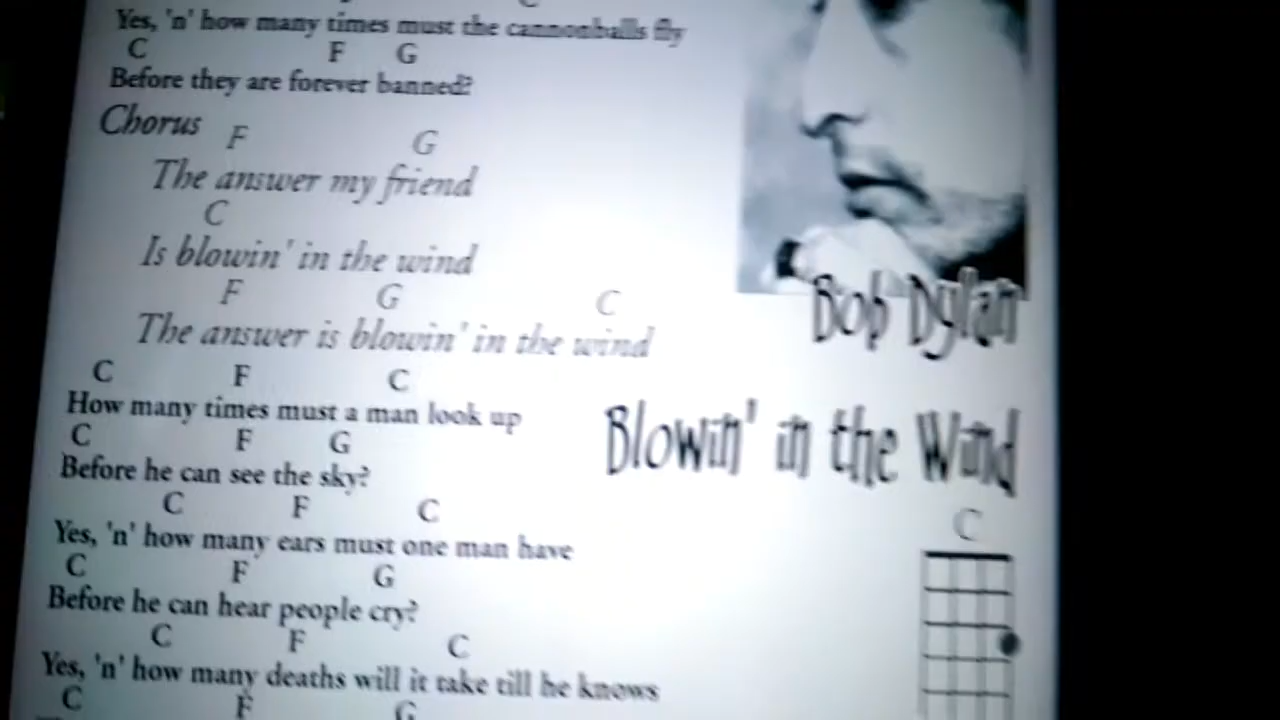 Yes, 'n' how many times must the cannonballs fly
C F G
Before they are forever banned?
Chorus
F G
The answer my friend
C
Is blowin' in the wind
F G C
The answer is blowin' in the wind
C F C
How many times must a man look up
C F G
Before he can see the sky?
C F C
Yes, 'n' how many ears must one man have
C F G
Before he can hear people cry?
C F C
Yes, 'n' how many deaths will it take till he knows
C F G
Bob Dylan
Blowin' in the Wind
C